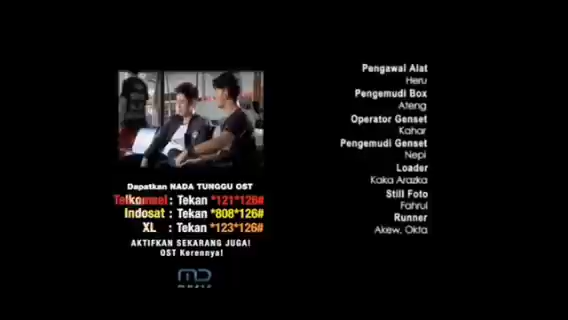 Dapatkan NADA TUNGGU OST
Telkomsel : Tekan *121*126#
Indosat : Tekan *808*126#
XL : Tekan *123*126#
AKTIFKAN SEKARANG JUGA!
OST Kerennya!
MD
Pengawal Alat
Heru
Pengemudi Box
Ateng
Operator Genset
Kahar
Pengemudi Genset
Nepi
Loader
Kaka Arazka
Still Foto
Fahrul
Runner
Akew, Okta